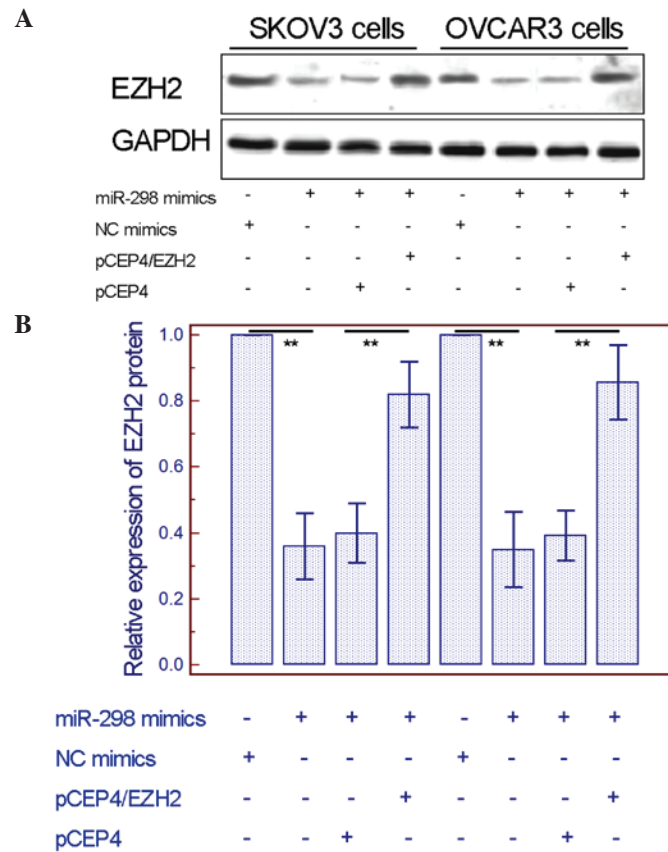 A
SKOV3 cells OVCAR3 cells
EZH2
GAPDH
miR-298 mimics - + + + - + + +
NC mimics + - - - + - - -
pCEP4/EZH2 - - - + - - - +
pCEP4 - - + - - - + -
B
Relative expression of EZH2 protein
1.0
0.8
0.6
0.4
0.2
0.0
** ** ** **
miR-298 mimics - + + + - + + +
NC mimics + - - - + - - -
pCEP4/EZH2 - - - + - - - +
pCEP4 - - + - - - + -